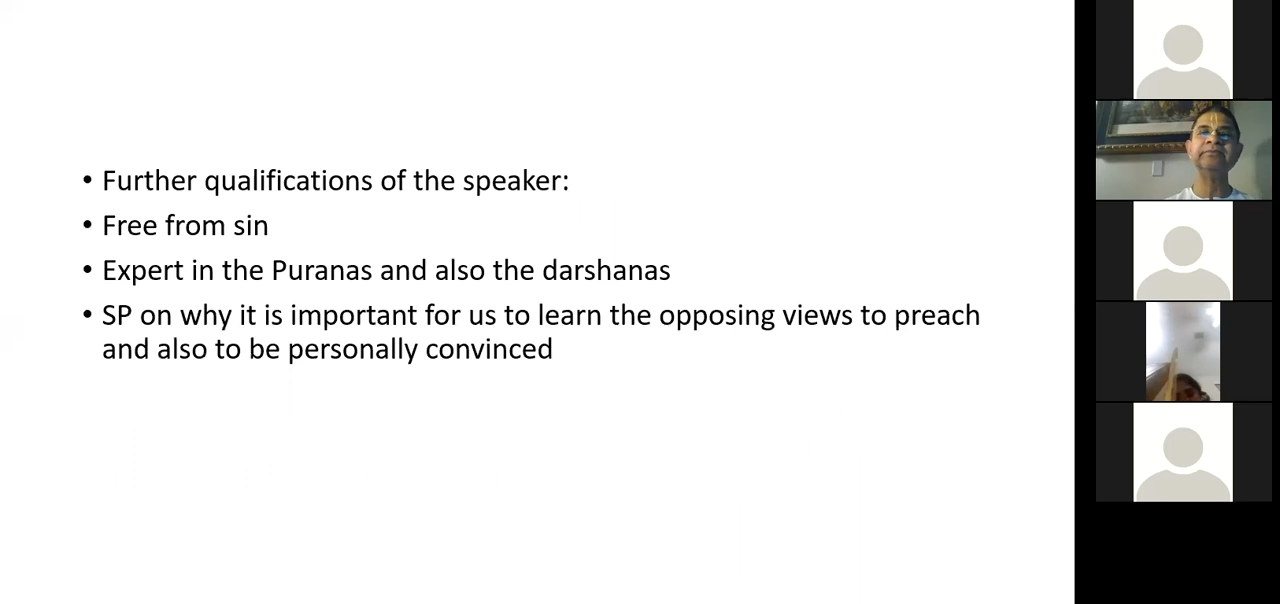 • Further qualifications of the speaker:
• Free from sin
• Expert in the Puranas and also the darshanas
• SP on why it is important for us to learn the opposing views to preach
and also to be personally convinced